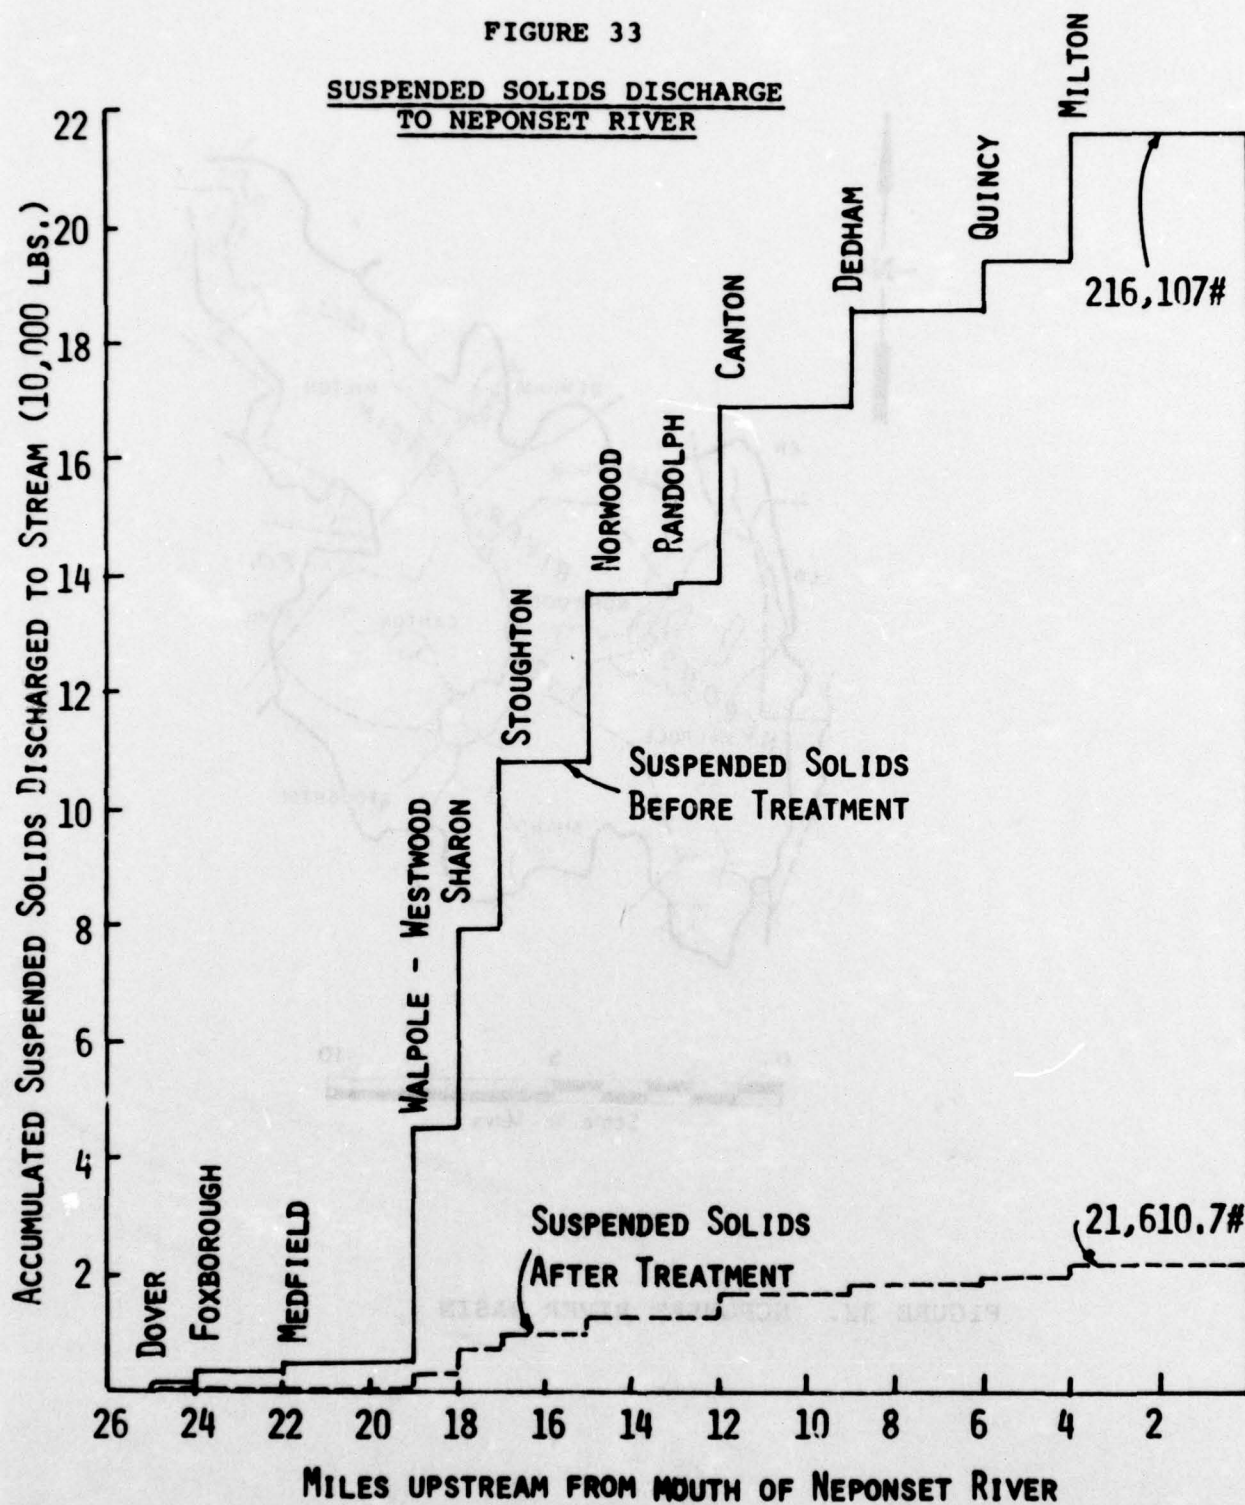 FIGURE 33
SUSPENDED SOLIDS DISCHARGE
TO NEPONSET RIVER
ACCUMULATED SUSPENDED SOLIDS DISCHARGED TO STREAM (10,000 LBS.)
22
20
18
16
14
12
10
8
6
4
2
DOVER
FOXBOROUGH
MEDFIELD
WALPOLE - WESTWOOD
SHARON
STOUGHTON
NORWOOD
RANDOLPH
CANTON
DEDHAM
QUINCY
MILTON
216,107#
SUSPENDED SOLIDS
BEFORE TREATMENT
SUSPENDED SOLIDS
AFTER TREATMENT
21,610.7#
26 24 22 20 18 16 14 12 10 8 6 4 2
MILES UPSTREAM FROM MOUTH OF NEPONSET RIVER